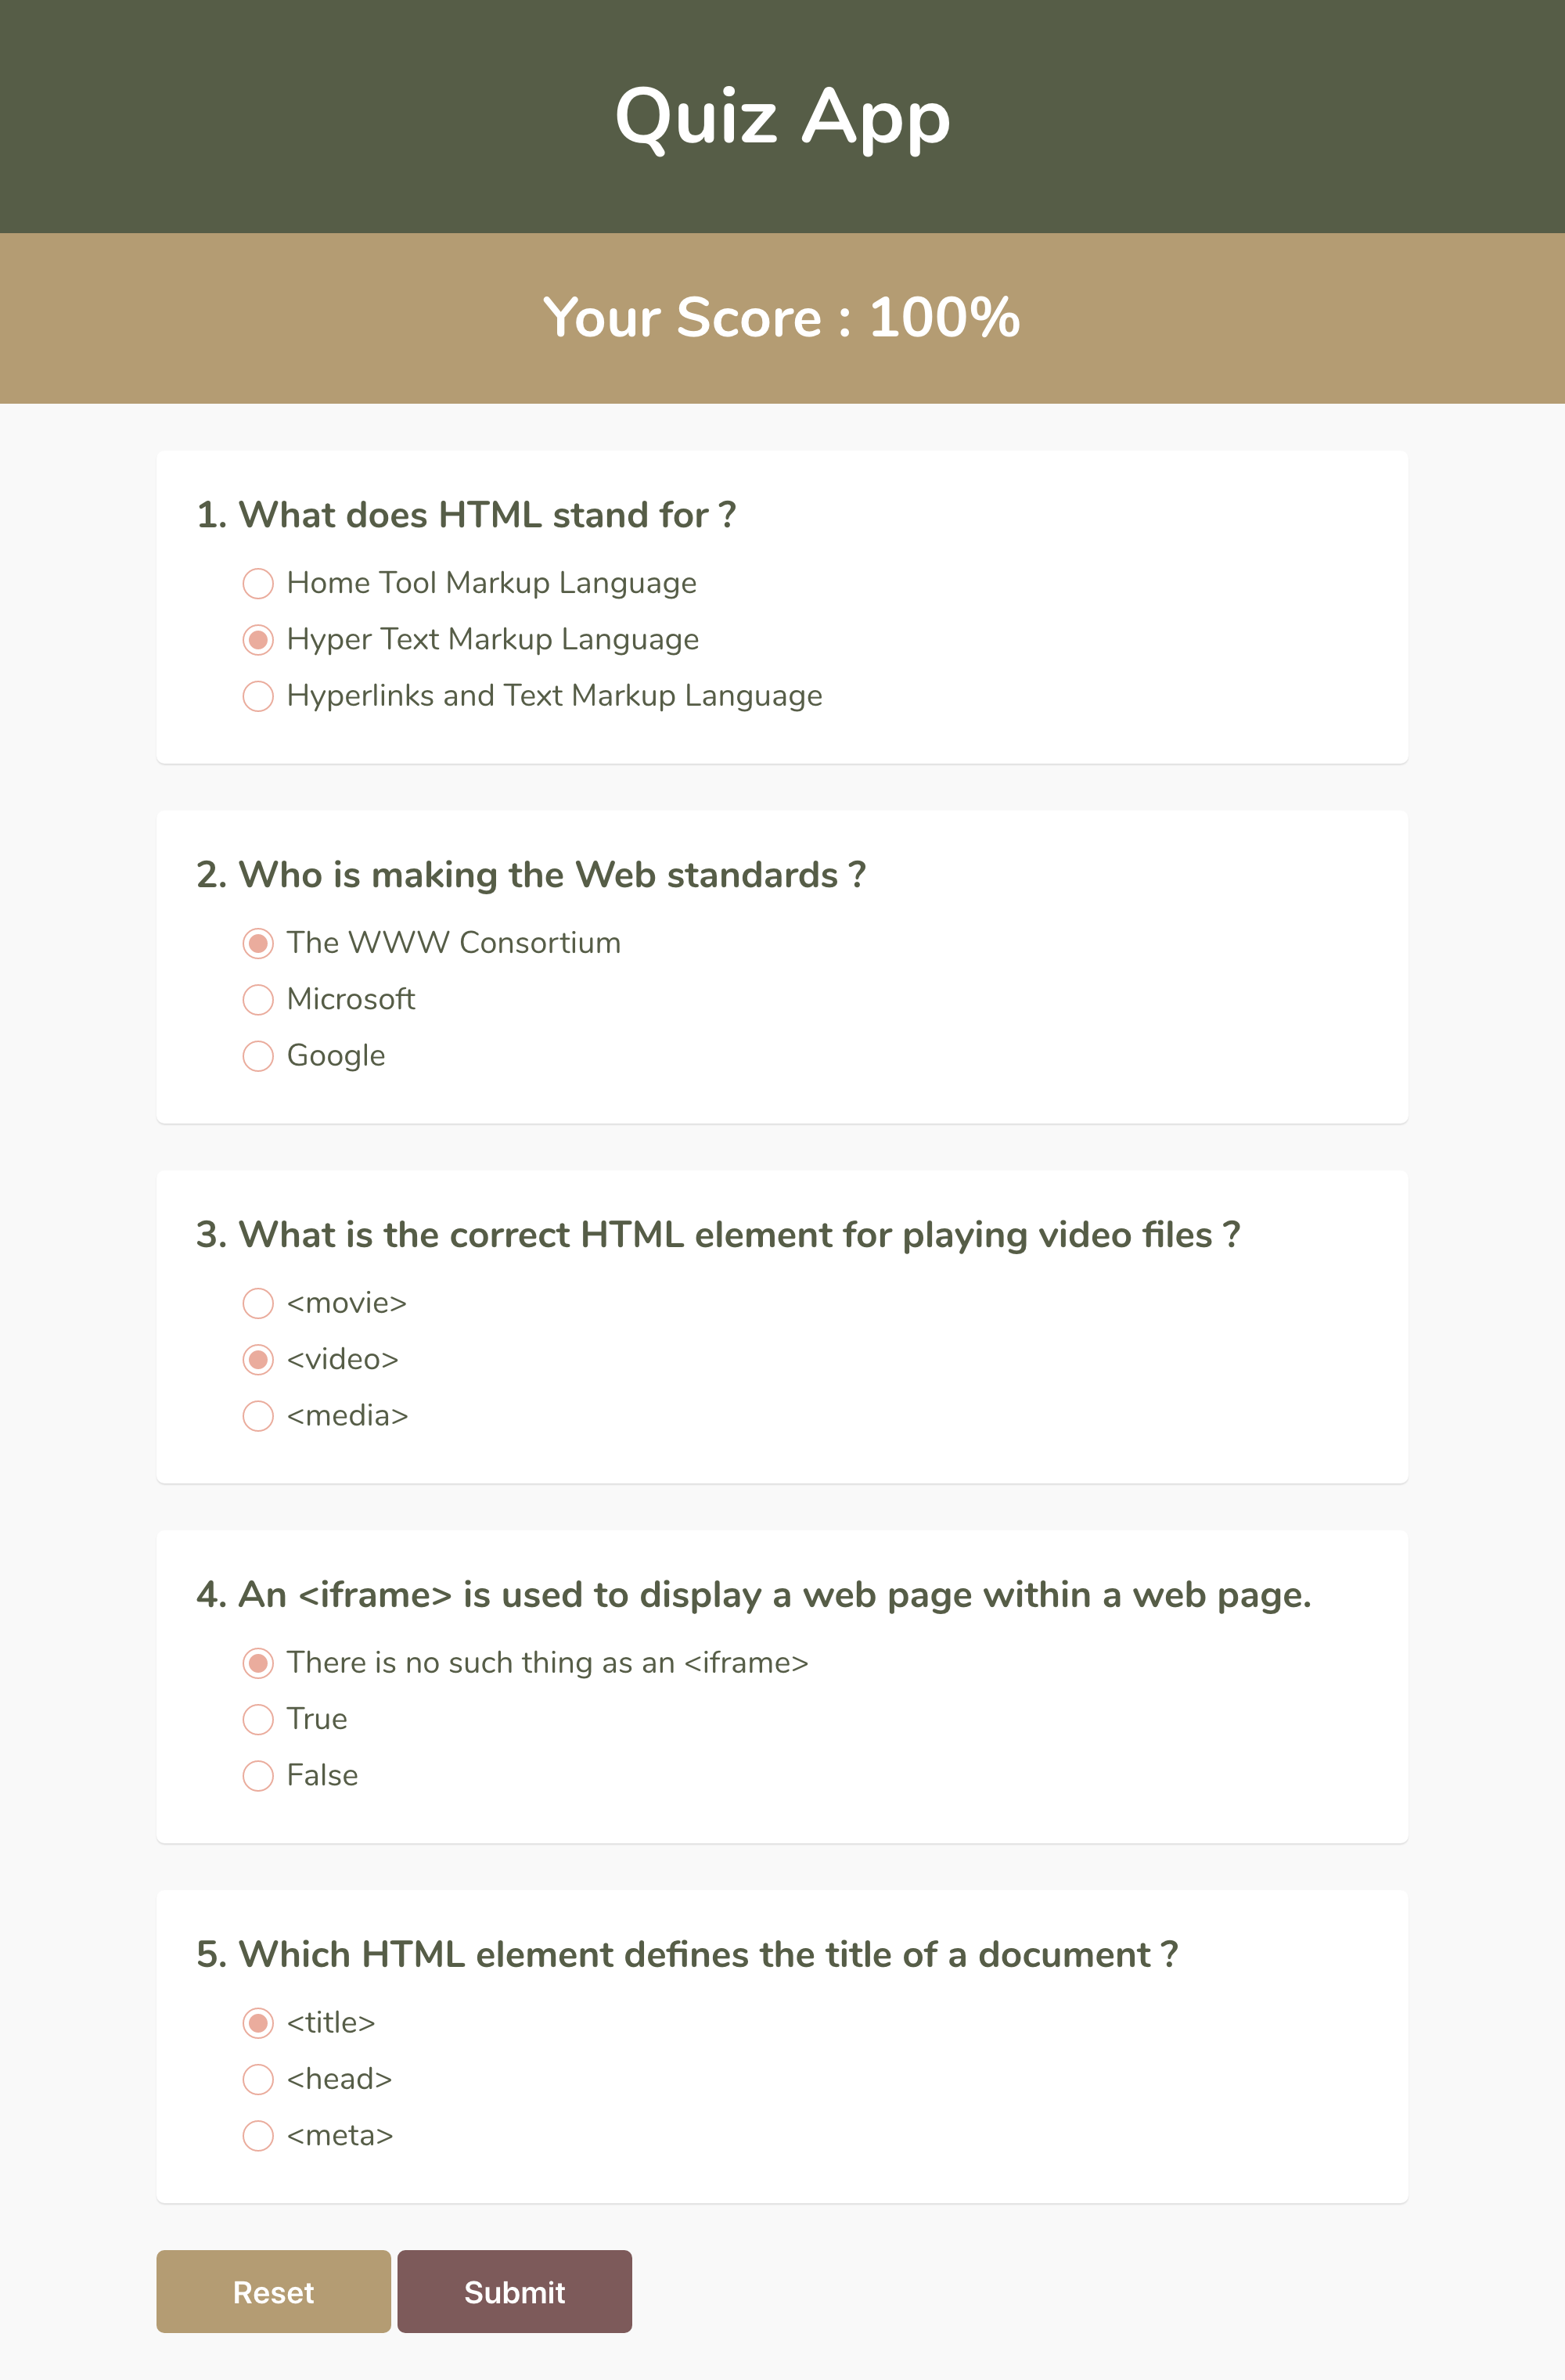 Quiz App
Your Score : 100%
1. What does HTML stand for ?
Home Tool Markup Language
Hyper Text Markup Language
Hyperlinks and Text Markup Language
2. Who is making the Web standards ?
The WWW Consortium
Microsoft
Google
3. What is the correct HTML element for playing video files ?
<movie>
<video>
<media>
4. An <iframe> is used to display a web page within a web page.
There is no such thing as an <iframe>
True
False
5. Which HTML element defines the title of a document ?
<title>
<head>
<meta>
Reset Submit